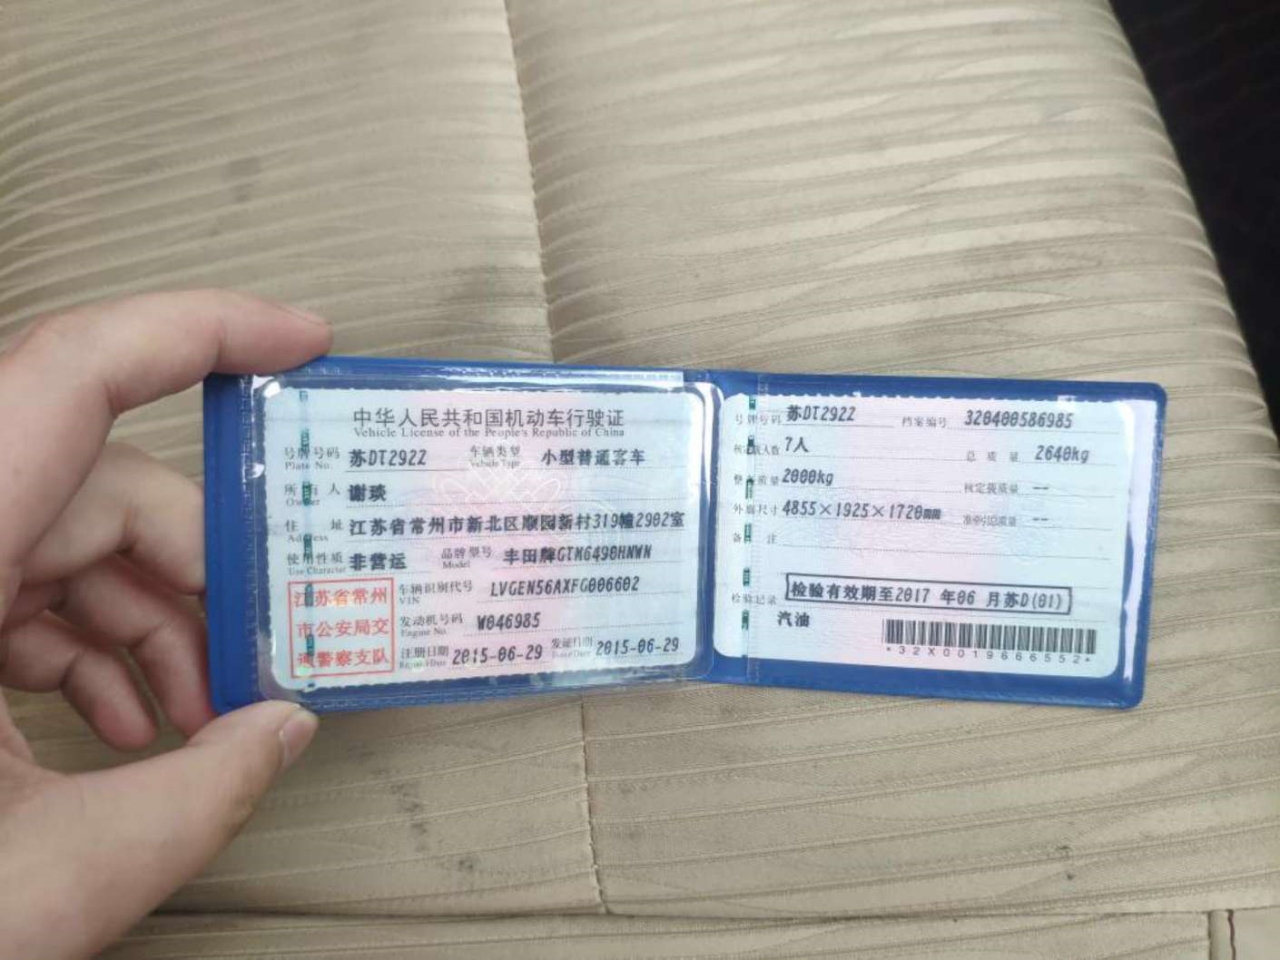 中华人民共和国机动车行驶证
Vehicle License of the People's Republic of China
号牌号码 苏DT292Z 车辆类型 小型普通客车
Plate No. Vehicle Type
所有人 谢琰
Owner
住址 江苏省常州市新北区顺园新村319幢2902室
Address
使用性质 非营运 品牌型号 丰田牌GTM6490HNWN
Use Character Model
江苏省常州
市公安局交
通警察支队
车辆识别代号 LVGEN56AXFG006602
VIN
发动机号码 W046985
Engine No.
注册日期 2015-06-29 发证日期 2015-06-29
Register Date Issue Date
号牌号码 苏DT292Z 档案编号 320400586985
核定载人数 7人 总质量 2640kg
整备质量 2000kg 核定载质量 --
外廓尺寸 4855×1925×1720mm 准牵引总质量 --
备注
检验记录 检验有效期至2017 年06 月苏D(01)
汽油
*32X0019666552*